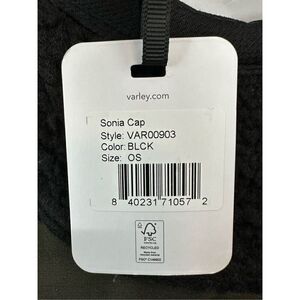 varley.com
Sonia Cap
Style: VAR00903
Color: BLCK
Size: OS
8 40231 71057 2
FSC
RECYCLED